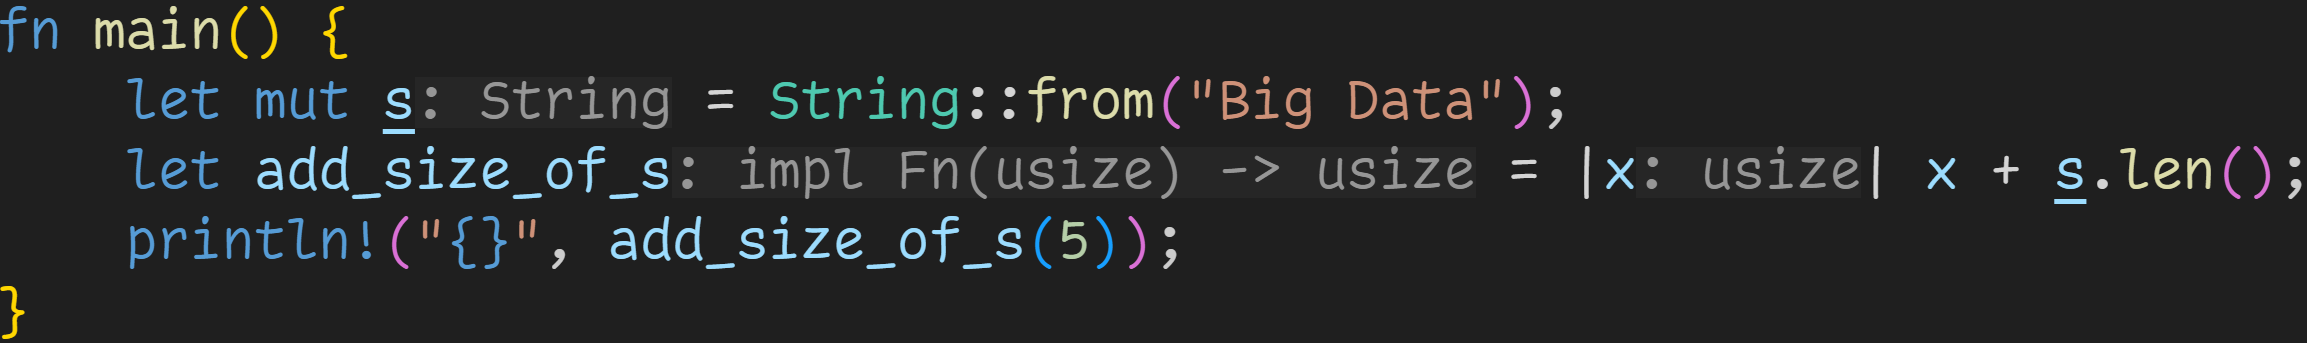 fn main() {
    let mut s: String = String::from("Big Data");
    let add_size_of_s: impl Fn(usize) -> usize = |x: usize| x + s.len();
    println!("{}", add_size_of_s(5));
}